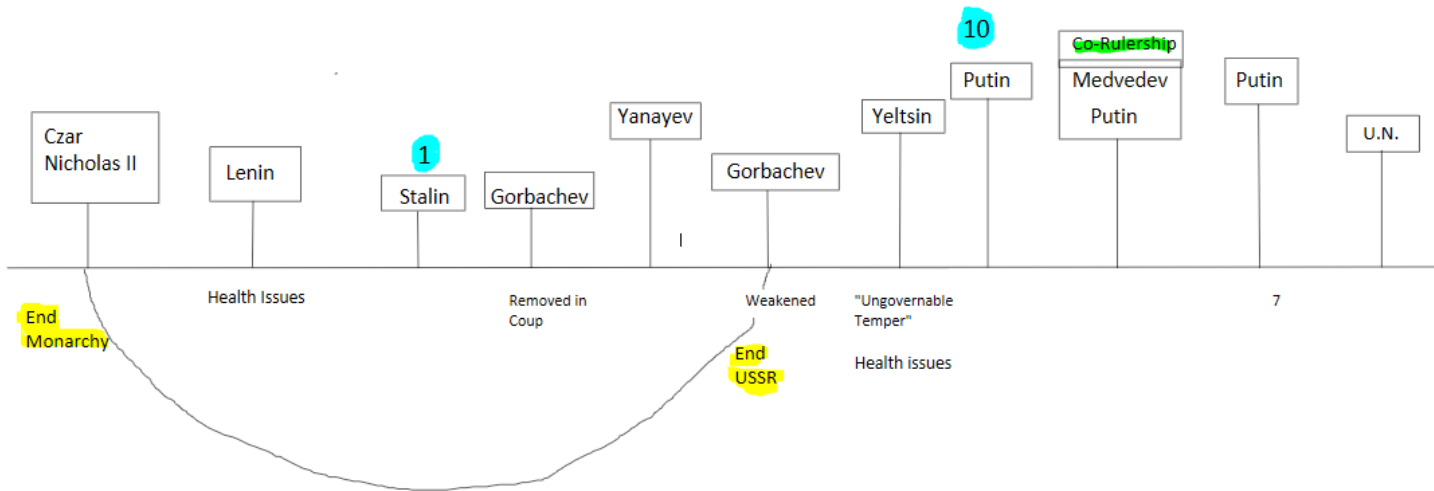 10
Co-Rulership
Czar
Nicholas II
Lenin
1
Stalin
Gorbachev
Yanayev
Gorbachev
Yeltsin
Putin
Medvedev
Putin
Putin
U.N.
End
Monarchy
Health Issues
Removed in
Coup
Weakened
End
USSR
"Ungovernable
Temper"
Health issues
7